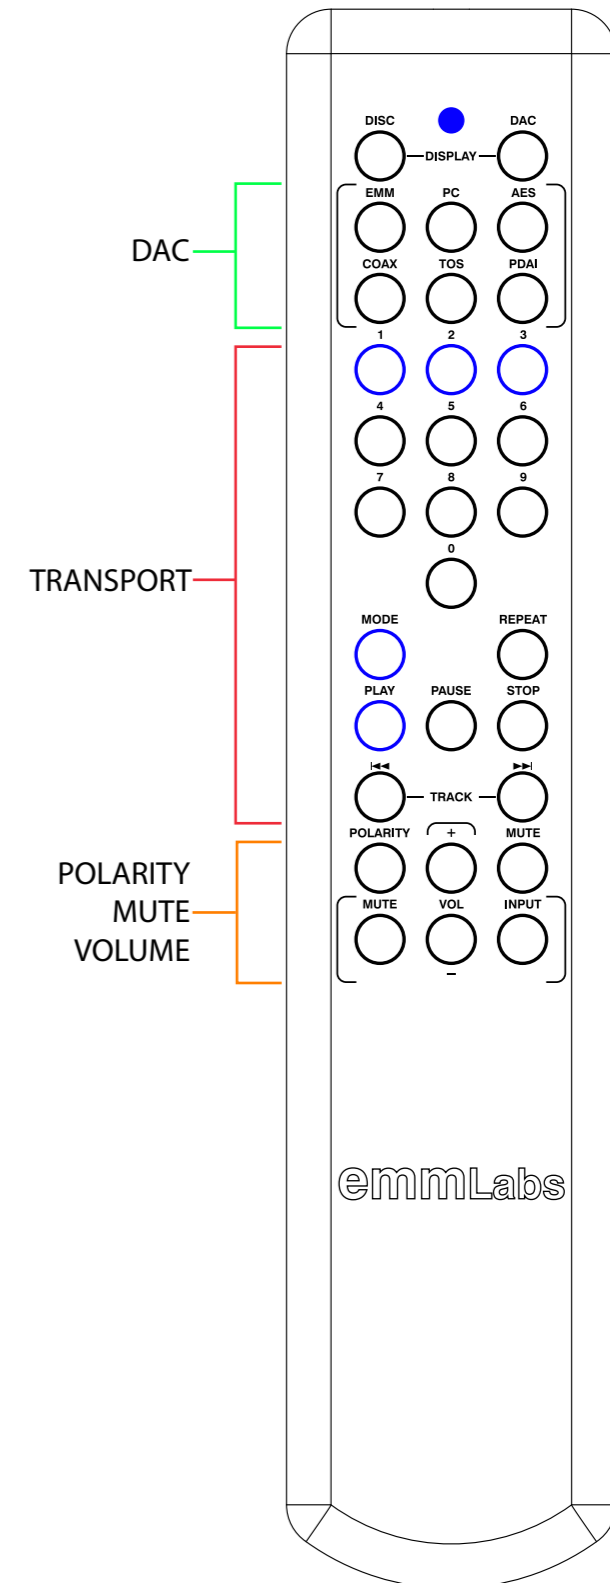 DISC DAC
DISPLAY
DAC
EMM PC AES
COAX TOS PDAI
1 2 3
4 5 6
7 8 9
0
TRANSPORT
MODE REPEAT
PLAY PAUSE STOP
TRACK
POLARITY
MUTE
VOLUME
POLARITY + MUTE
MUTE VOL INPUT
–
emmLabs